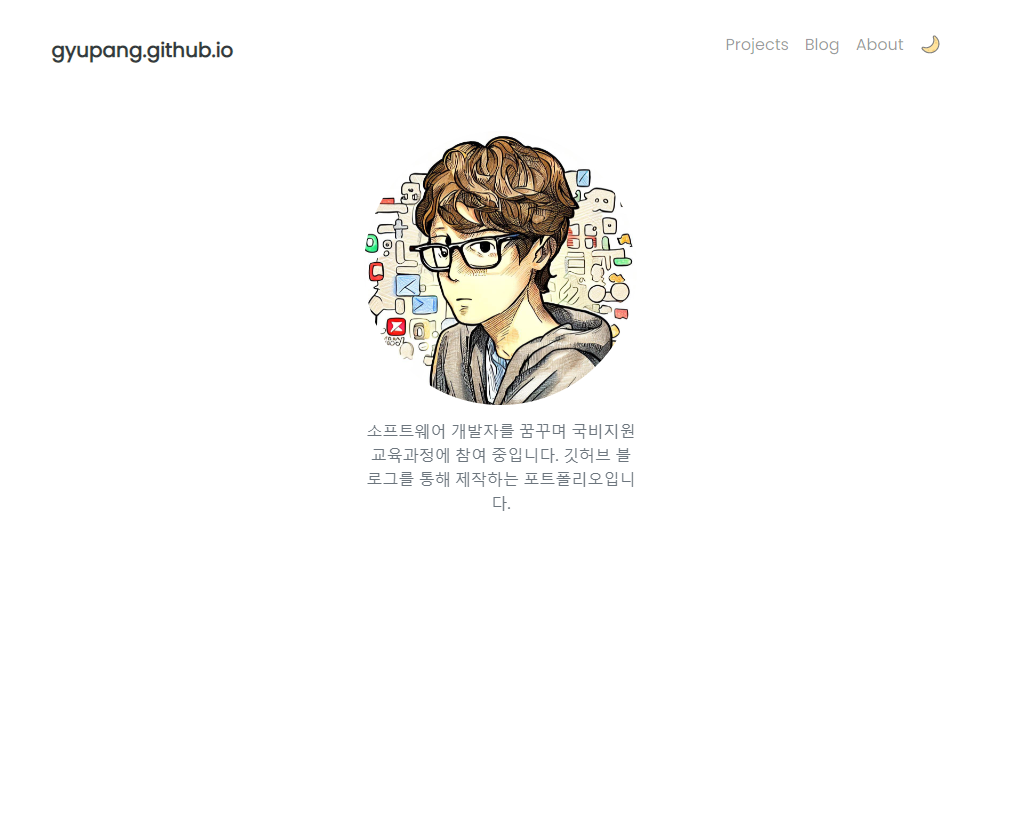 gyupang.github.io
Projects Blog About
소프트웨어 개발자를 꿈꾸며 국비지원
교육과정에 참여 중입니다. 깃허브 블
로그를 통해 제작하는 포트폴리오입니
다.